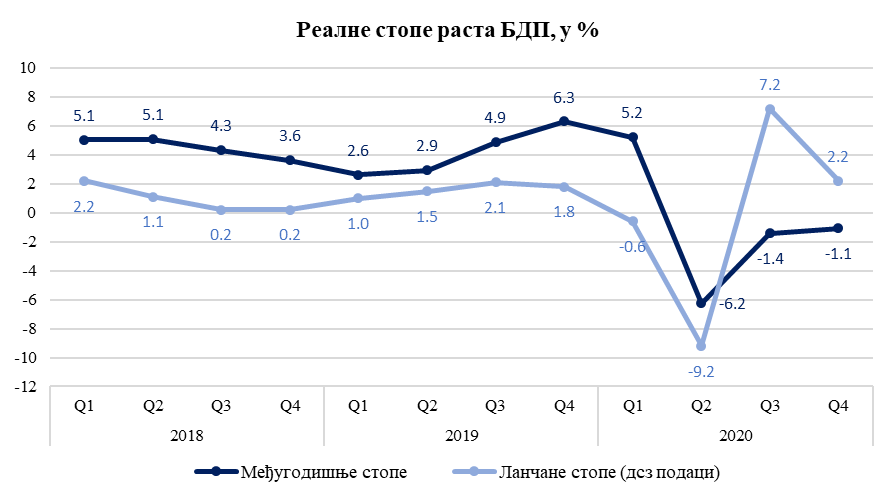 Реалне стопе раста БДП, у %
10
8
6
4
2
0
-2
-4
-6
-8
-10
-12
5.1 5.1 4.3 3.6 2.6 2.9 4.9 6.3 5.2 -6.2 -1.4 -1.1
2.2 1.1 0.2 0.2 1.0 1.5 2.1 1.8 -0.6 -9.2 7.2 2.2
Q1 Q2 Q3 Q4 Q1 Q2 Q3 Q4 Q1 Q2 Q3 Q4
2018 2019 2020
Међугодишње стопе Ланчане стопе (дсз подаци)